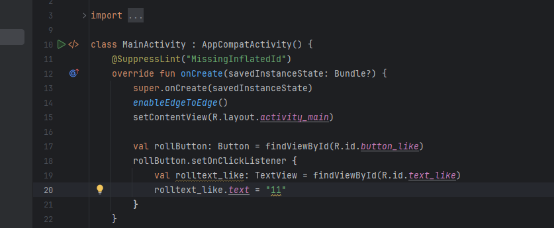 3 import ...
9
10 class MainActivity : AppCompatActivity() {
11 @SuppressLint("MissingInflatedId")
12 override fun onCreate(savedInstanceState: Bundle?) {
13 super.onCreate(savedInstanceState)
14 enableEdgeToEdge()
15 setContentView(R.layout.activity_main)
16
17 val rollButton: Button = findViewById(R.id.button_like)
18 rollButton.setOnClickListener {
19 val rolltext_like: TextView = findViewById(R.id.text_like)
20 rolltext_like.text = "11"
21 }
22 }